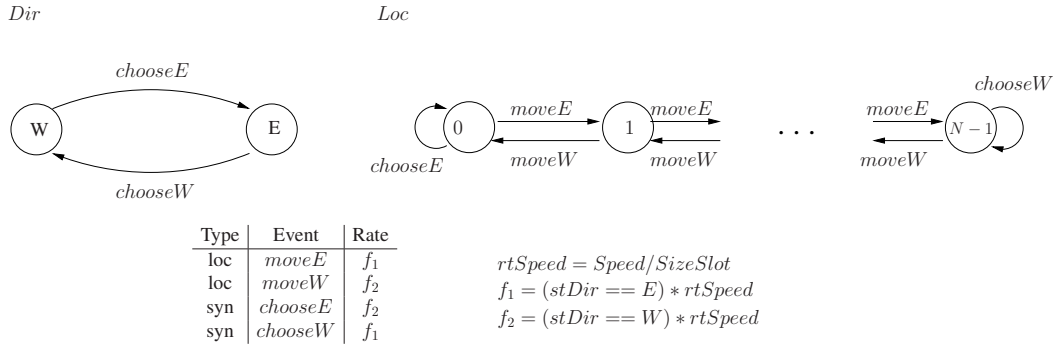 Dir
Loc
chooseE
W
E
chooseW
0
chooseE
moveE
moveW
1
moveE
moveW
. . .
moveE
moveW
N − 1
chooseW
Type Event Rate
loc moveE f₁
loc moveW f₂
syn chooseE f₂
syn chooseW f₁
rtSpeed = Speed/SizeSlot
f₁ = (stDir == E) ∗ rtSpeed
f₂ = (stDir == W) ∗ rtSpeed